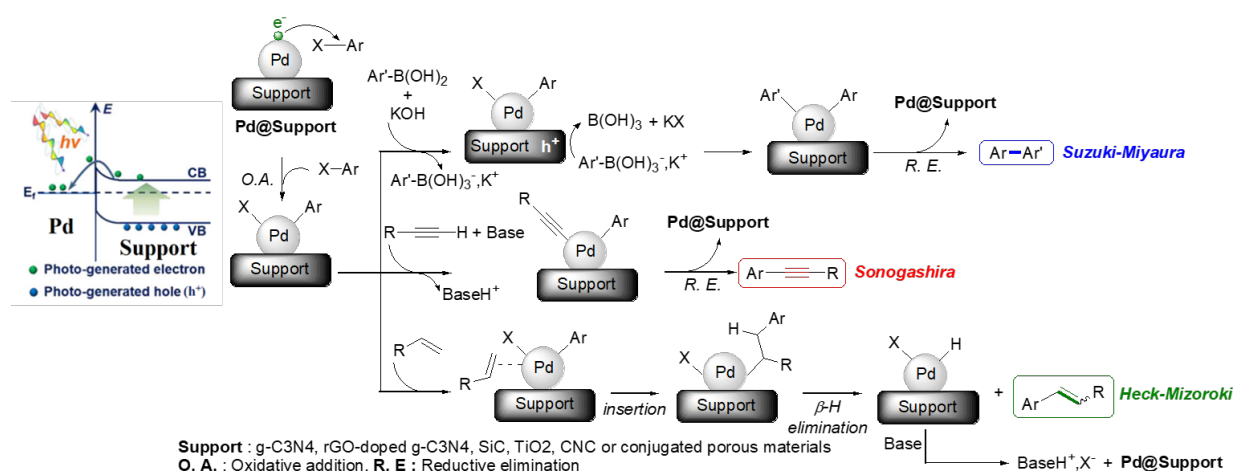 e⁻
X—Ar
Pd
Support
Pd@Support
O.A.
X—Ar
X
Ar
Pd
Support
E
hν
CB
E_f
Pd
Support
VB
Photo-generated electron
Photo-generated hole (h⁺)
Ar'-B(OH)₂
+
KOH
Ar'-B(OH)₃⁻,K⁺
X
Ar
Pd
Support h⁺
B(OH)₃ + KX
Ar'-B(OH)₃⁻,K⁺
Ar'
Ar
Pd
Support
Pd@Support
R. E.
Ar—Ar'
Suzuki-Miyaura
R
H + Base
BaseH⁺
R
Ar
Pd
Support
Pd@Support
R. E.
Ar
R
Sonogashira
R
X
Ar
R
Pd
Support
insertion
H
Ar
X
R
Pd
Support
β-H
elimination
X
H
Pd
Support
+
Ar
R
Heck-Mizoroki
Base
BaseH⁺,X⁻ + Pd@Support
Support : g-C3N4, rGO-doped g-C3N4, SiC, TiO2, CNC or conjugated porous materials
O. A. : Oxidative addition, R. E : Reductive elimination